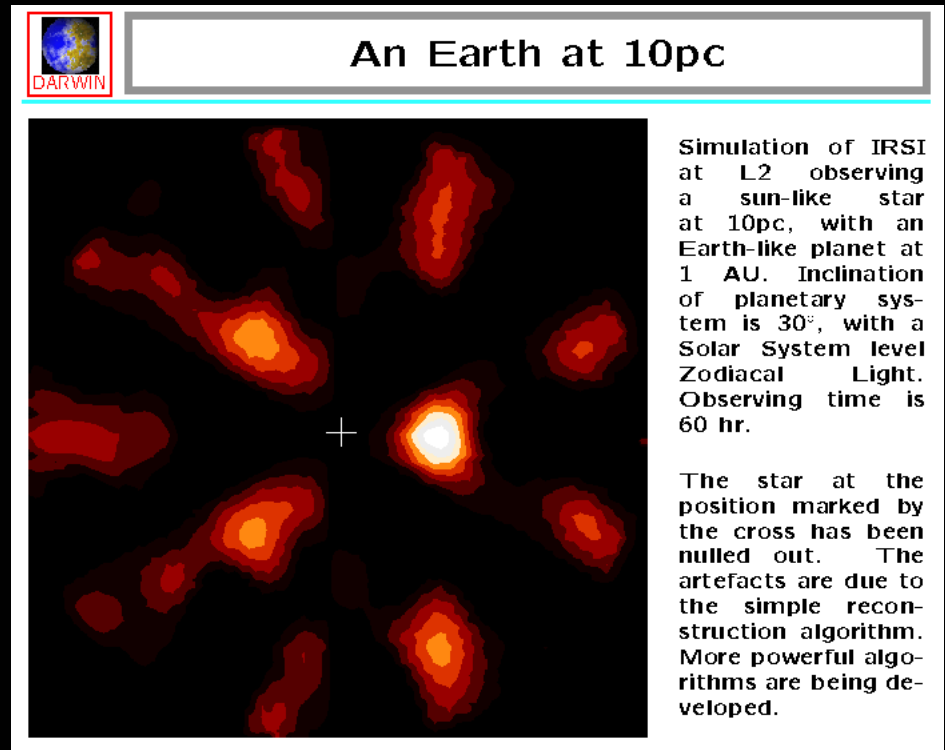 DARWIN
An Earth at 10pc
Simulation of IRSI
at L2 observing
a sun-like star
at 10pc, with an
Earth-like planet at
1 AU. Inclination
of planetary sys-
tem is 30°, with a
Solar System level
Zodiacal Light.
Observing time is
60 hr.
The star at the
position marked by
the cross has been
nulled out. The
artefacts are due to
the simple recon-
struction algorithm.
More powerful algo-
rithms are being de-
veloped.